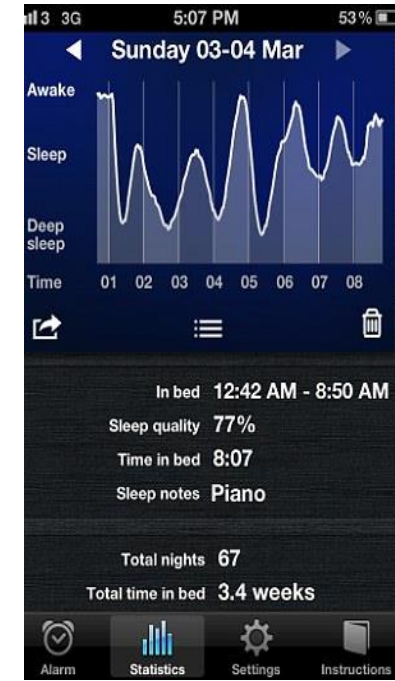 3 3G 5:07 PM 53%
Sunday 03-04 Mar
Awake
Sleep
Deep
sleep
Time 01 02 03 04 05 06 07 08
In bed 12:42 AM - 8:50 AM
Sleep quality 77%
Time in bed 8:07
Sleep notes Piano
Total nights 67
Total time in bed 3.4 weeks
Alarm Statistics Settings Instructions